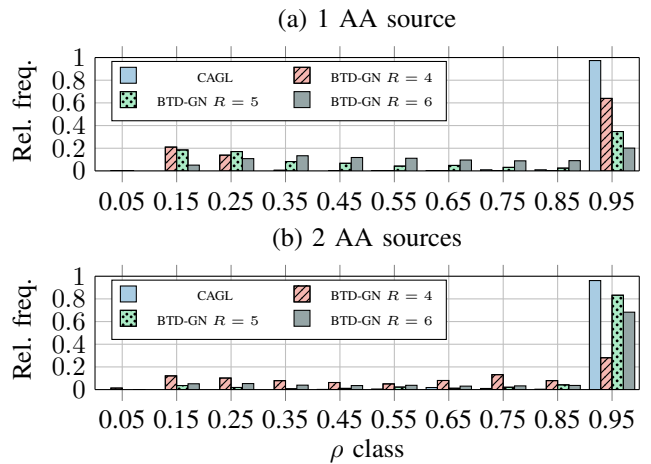 (a) 1 AA source
Rel. freq.
1
0.8
0.6
0.4
0.2
0
CAGL BTD-GN R = 4
BTD-GN R = 5 BTD-GN R = 6
0.05 0.15 0.25 0.35 0.45 0.55 0.65 0.75 0.85 0.95
(b) 2 AA sources
Rel. freq.
1
0.8
0.6
0.4
0.2
0
CAGL BTD-GN R = 4
BTD-GN R = 5 BTD-GN R = 6
0.05 0.15 0.25 0.35 0.45 0.55 0.65 0.75 0.85 0.95
ρ class